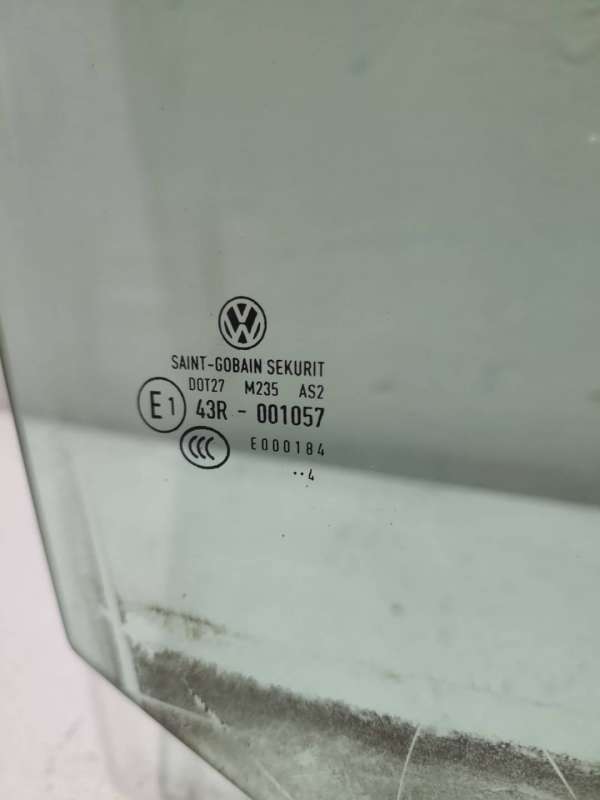 SAINT-GOBAIN SEKURIT
DOT27 M235 AS2
E1 43R - 001057
CCC E000184
··4